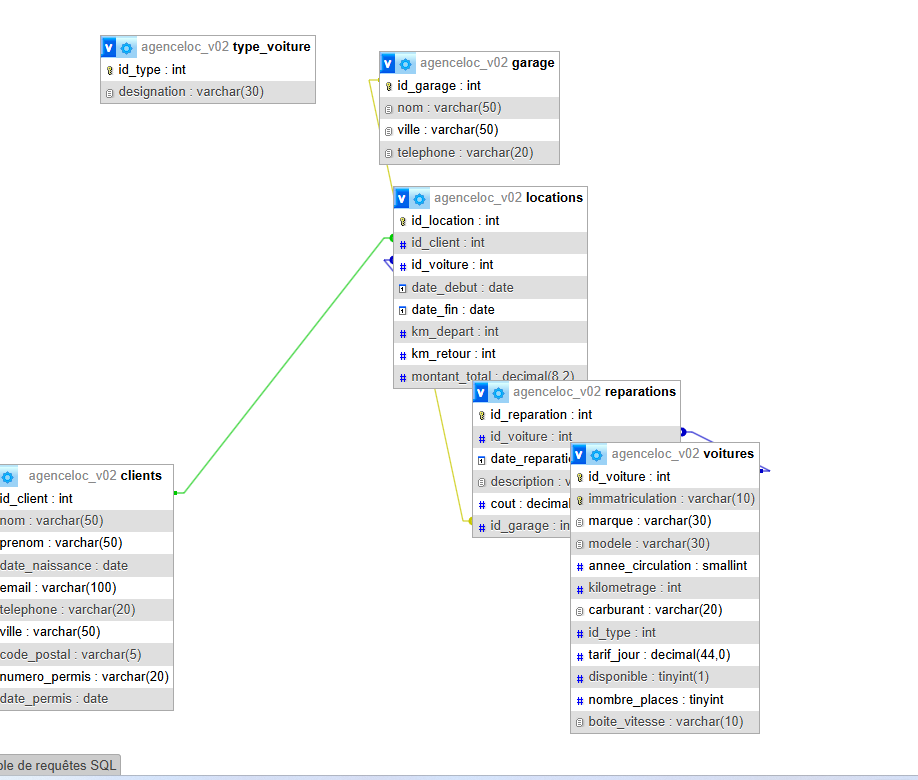 agenceloc_v02 type_voiture
id_type : int
designation : varchar(30)
agenceloc_v02 garage
id_garage : int
nom : varchar(50)
ville : varchar(50)
telephone : varchar(20)
agenceloc_v02 locations
id_location : int
id_client : int
id_voiture : int
date_debut : date
date_fin : date
km_depart : int
km_retour : int
montant_total : decimal(8,2)
agenceloc_v02 reparations
id_reparation : int
id_voiture : int
date_reparati
description : v
cout : decimal
id_garage : in
agenceloc_v02 voitures
id_voiture : int
immatriculation : varchar(10)
marque : varchar(30)
modele : varchar(30)
annee_circulation : smallint
kilometrage : int
carburant : varchar(20)
id_type : int
tarif_jour : decimal(44,0)
disponible : tinyint(1)
nombre_places : tinyint
boite_vitesse : varchar(10)
agenceloc_v02 clients
id_client : int
nom : varchar(50)
prenom : varchar(50)
date_naissance : date
email : varchar(100)
telephone : varchar(20)
ville : varchar(50)
code_postal : varchar(5)
numero_permis : varchar(20)
date_permis : date
ble de requêtes SQL